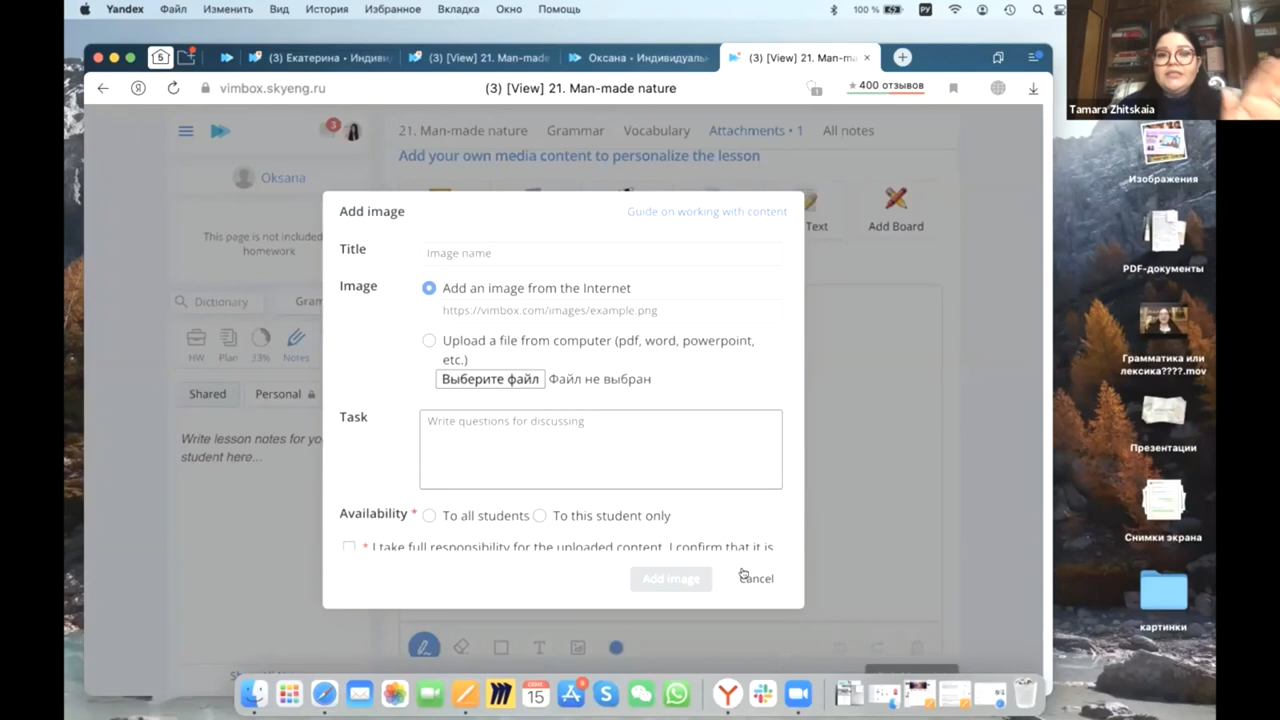 Yandex Файл Изменить Вид История Избранное Вкладка Окно Помощь
100 % РУ
5 (3) Екатерина • Индиви (3) [View] 21. Man-made Оксана • Индивидуаль (3) [View] 21. Man-ma
vimbox.skyeng.ru (3) [View] 21. Man-made nature 400 отзывов
Tamara Zhitskaia
3 21. Man-made nature Grammar Vocabulary Attachments • 1 All notes
Add your own media content to personalize the lesson
Oksana
This page is not included
homework
Text Add Board
Dictionary Gram
HW Plan 33% Notes
Shared Personal
Write lesson notes for yo
student here...
Add image Guide on working with content
Title Image name
Image Add an image from the Internet
https://vimbox.com/images/example.png
Upload a file from computer (pdf, word, powerpoint,
etc.)
Выберите файл Файл не выбран
Task Write questions for discussing
Availability * To all students To this student only
* I take full responsibility for the uploaded content. I confirm that it is
Add image Cancel
Изображения
PDF-документы
Грамматика или
лексика????.mov
Презентации
Снимки экрана
картинки
15